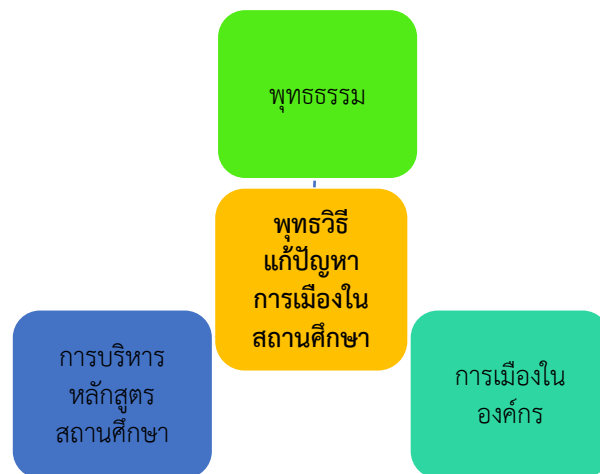 พุทธธรรม
พุทธวิธี
แก้ปัญหา
การเมืองใน
สถานศึกษา
การบริหาร
หลักสูตร
สถานศึกษา
การเมืองใน
องค์กร